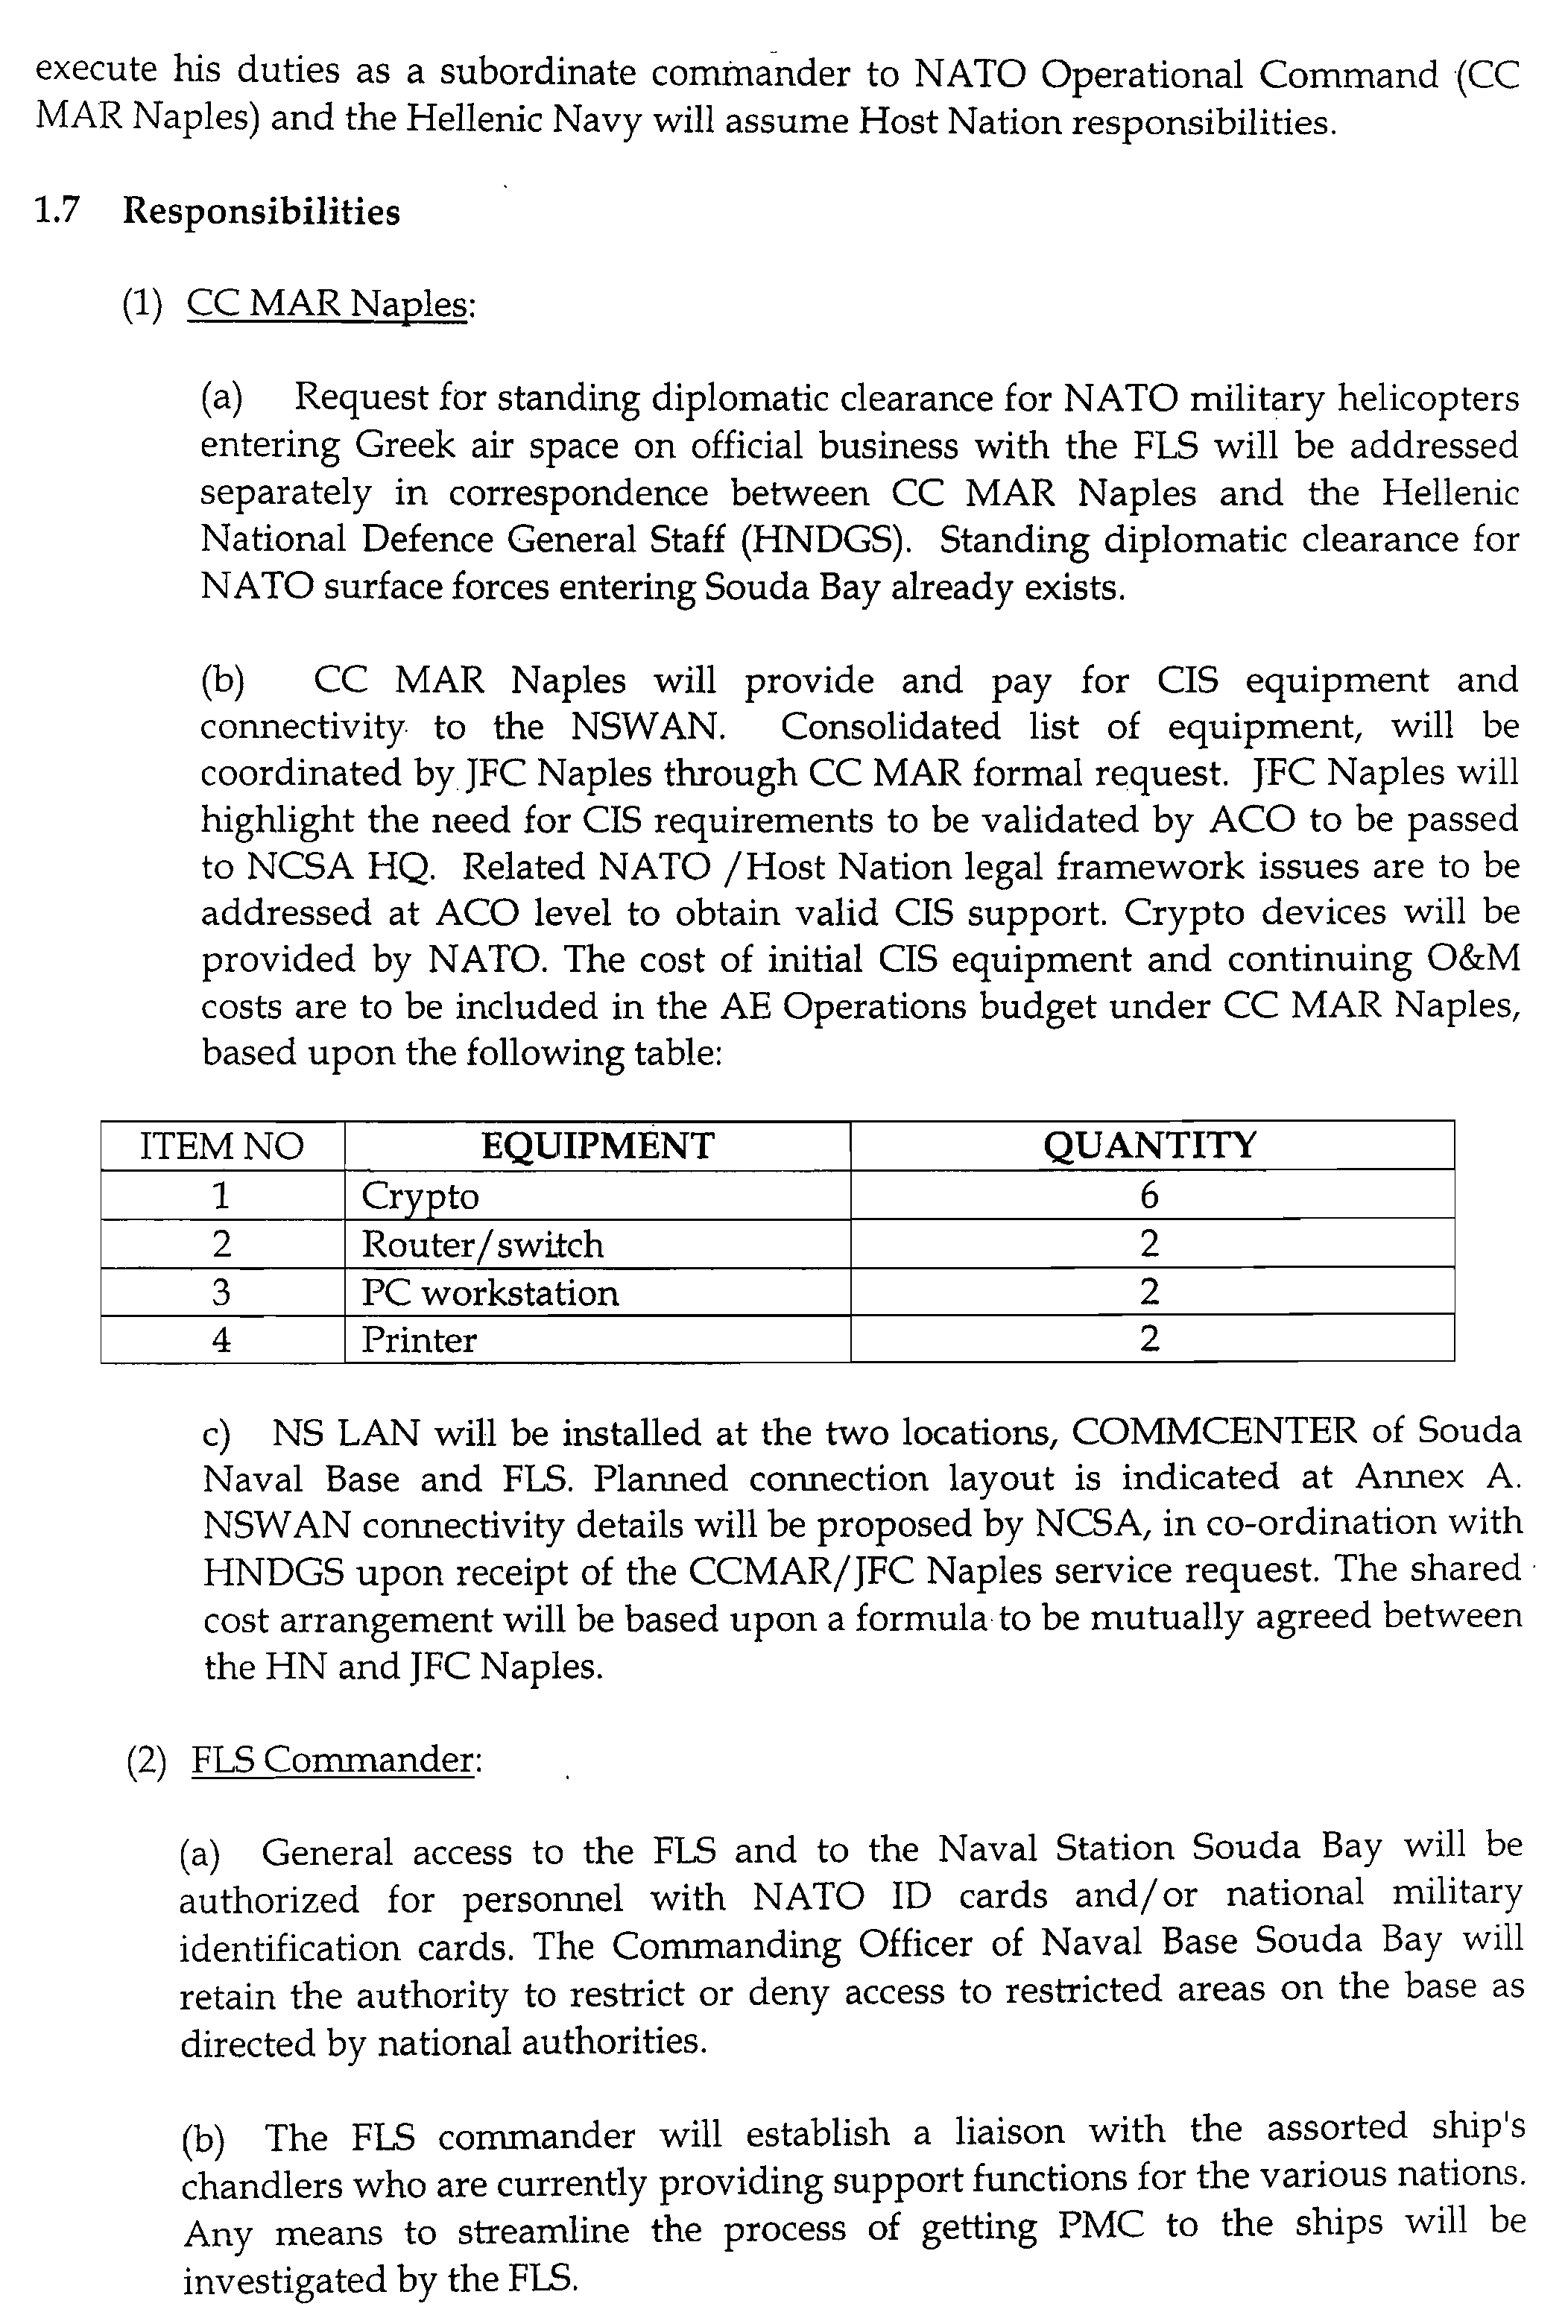 execute his duties as a subordinate commander to NATO Operational Command (CC
MAR Naples) and the Hellenic Navy will assume Host Nation responsibilities.
1.7 Responsibilities
(1) CC MAR Naples:
(a) Request for standing diplomatic clearance for NATO military helicopters
entering Greek air space on official business with the FLS will be addressed
separately in correspondence between CC MAR Naples and the Hellenic
National Defence General Staff (HNDGS). Standing diplomatic clearance for
NATO surface forces entering Souda Bay already exists.
(b) CC MAR Naples will provide and pay for CIS equipment and
connectivity to the NSWAN. Consolidated list of equipment, will be
coordinated by JFC Naples through CC MAR formal request. JFC Naples will
highlight the need for CIS requirements to be validated by ACO to be passed
to NCSA HQ. Related NATO /Host Nation legal framework issues are to be
addressed at ACO level to obtain valid CIS support. Crypto devices will be
provided by NATO. The cost of initial CIS equipment and continuing O&M
costs are to be included in the AE Operations budget under CC MAR Naples,
based upon the following table:
ITEM NO EQUIPMENT QUANTITY
1 Crypto 6
2 Router/switch 2
3 PC workstation 2
4 Printer 2
c) NS LAN will be installed at the two locations, COMMCENTER of Souda
Naval Base and FLS. Planned connection layout is indicated at Annex A.
NSWAN connectivity details will be proposed by NCSA, in co-ordination with
HNDGS upon receipt of the CCMAR/JFC Naples service request. The shared
cost arrangement will be based upon a formula to be mutually agreed between
the HN and JFC Naples.
(2) FLS Commander:
(a) General access to the FLS and to the Naval Station Souda Bay will be
authorized for personnel with NATO ID cards and/or national military
identification cards. The Commanding Officer of Naval Base Souda Bay will
retain the authority to restrict or deny access to restricted areas on the base as
directed by national authorities.
(b) The FLS commander will establish a liaison with the assorted ship's
chandlers who are currently providing support functions for the various nations.
Any means to streamline the process of getting PMC to the ships will be
investigated by the FLS.